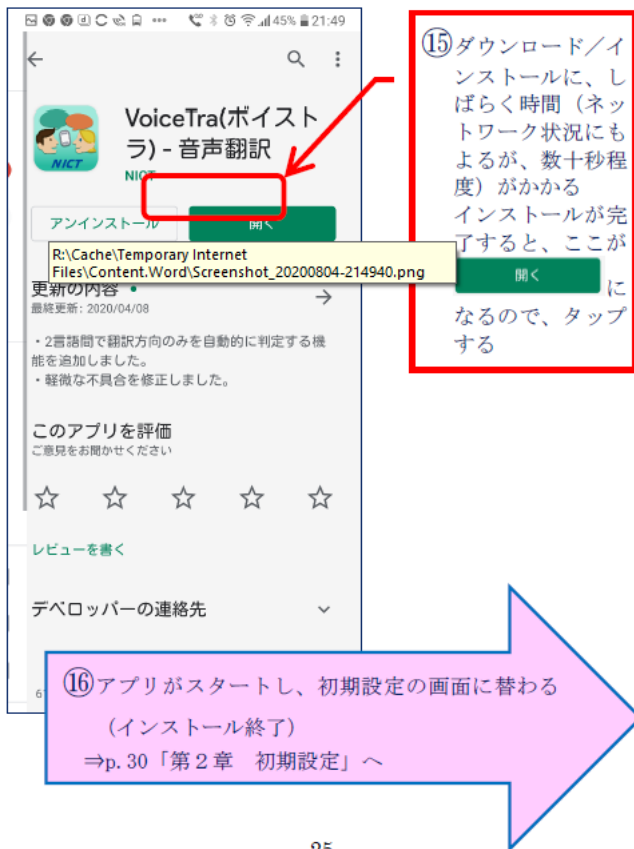 45% 21:49
VoiceTra(ボイスト
ラ) - 音声翻訳
NICT
NICT
アンインストール
開く
R:\Cache\Temporary Internet
Files\Content.Word\Screenshot_20200804-214940.png
更新の内容
最終更新: 2020/04/08
・2言語間で翻訳方向のみを自動的に判定する機
能を追加しました。
・軽微な不具合を修正しました。
このアプリを評価
ご意見をお聞かせください
レビューを書く
デベロッパーの連絡先
⑮ダウンロード／イ
ンストールに、し
ばらく時間（ネッ
トワーク状況にも
よるが、数十秒程
度）がかかる
インストールが完
了すると、ここが
開く に
なるので、タップ
する
⑯アプリがスタートし、初期設定の画面に替わる
（インストール終了）
⇒p.30「第２章　初期設定」へ